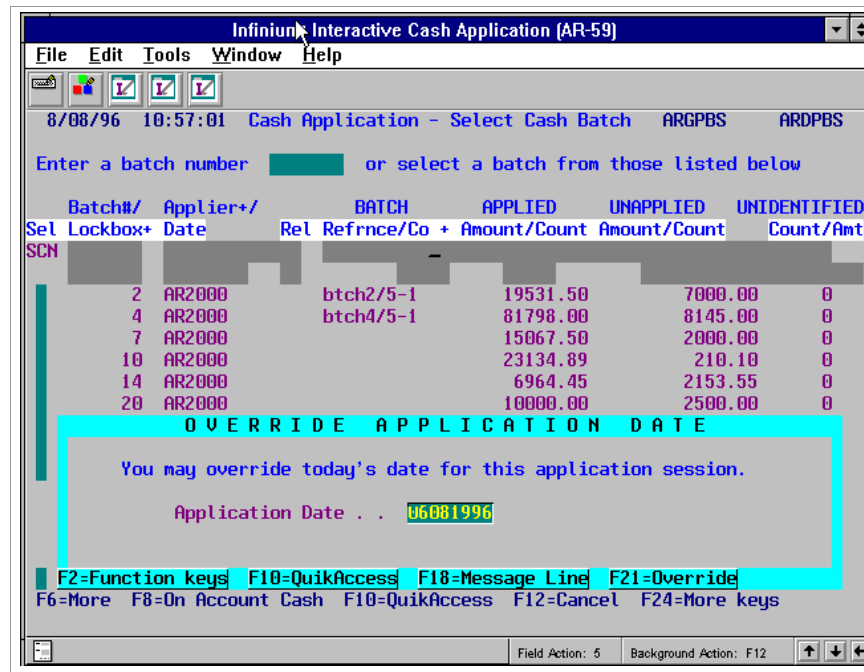 Infinium Interactive Cash Application (AR-59)
File Edit Tools Window Help
8/08/96 10:57:01 Cash Application - Select Cash Batch ARGPBS ARDPBS
Enter a batch number or select a batch from those listed below
Batch#/ Applier+/ BATCH APPLIED UNAPPLIED UNIDENTIFIED
Sel Lockbox+ Date Rel Refrnce/Co + Amount/Count Amount/Count Count/Amt
SCN
2 AR2000 btch2/5-1 19531.50 7000.00 0
4 AR2000 btch4/5-1 81798.00 8145.00 0
7 AR2000 15067.50 2000.00 0
10 AR2000 23134.89 210.10 0
14 AR2000 6964.45 2153.55 0
20 AR2000 10000.00 2500.00 0
OVERRIDE APPLICATION DATE
You may override today's date for this application session.
Application Date . .
F2=Function keys F10=QuikAccess F18=Message Line F21=Override
F6=More F8=On Account Cash F10=QuikAccess F12=Cancel F24=More keys
Field Action: 5 Background Action: F12